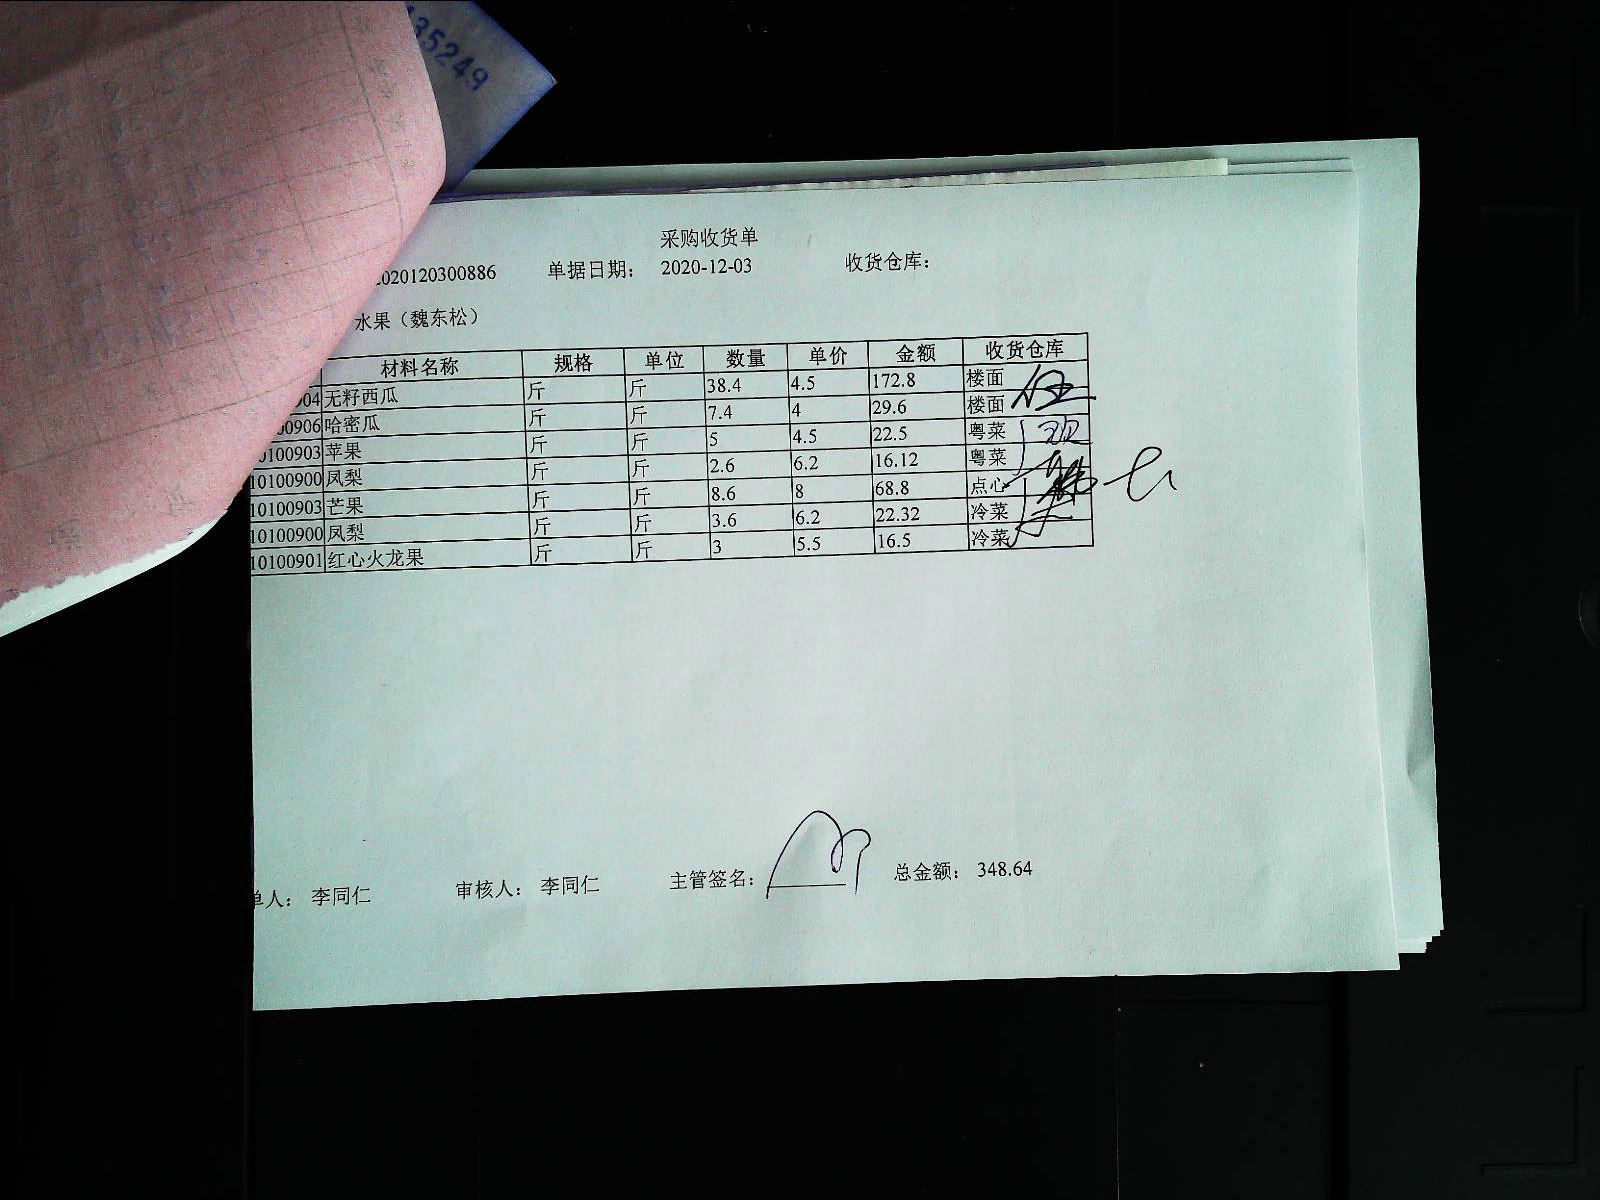 35249
采购收货单
020120300886 单据日期： 2020-12-03 收货仓库：
水果（魏东松）
材料名称 规格 单位 数量 单价 金额 收货仓库
04 无籽西瓜 斤 斤 38.4 4.5 172.8 楼面
00906 哈密瓜 斤 斤 7.4 4 29.6 楼面
0100903 苹果 斤 斤 5 4.5 22.5 粤菜
10100900 凤梨 斤 斤 2.6 6.2 16.12 粤菜
10100903 芒果 斤 斤 8.6 8 68.8 点心
10100900 凤梨 斤 斤 3.6 6.2 22.32 冷菜
10100901 红心火龙果 斤 斤 3 5.5 16.5 冷菜
单人： 李同仁 审核人： 李同仁 主管签名： 总金额： 348.64